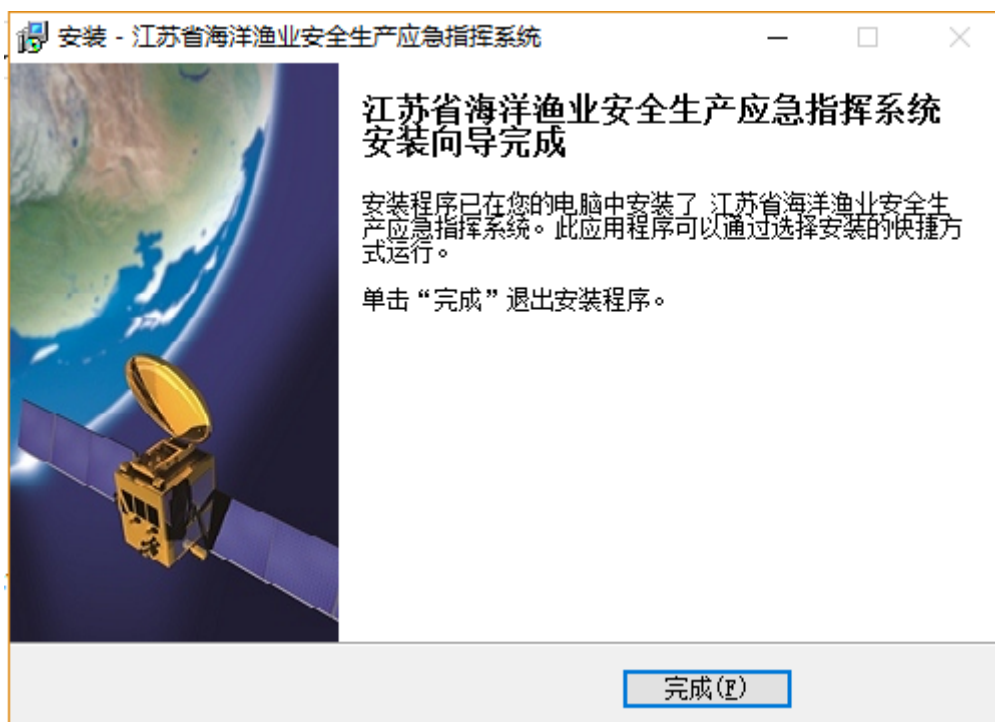 安装 - 江苏省海洋渔业安全生产应急指挥系统
江苏省海洋渔业安全生产应急指挥系统
安装向导完成
安装程序已在您的电脑中安装了 江苏省海洋渔业安全生
产应急指挥系统。此应用程序可以通过选择安装的快捷方
式运行。
单击“完成”退出安装程序。
完成(F)